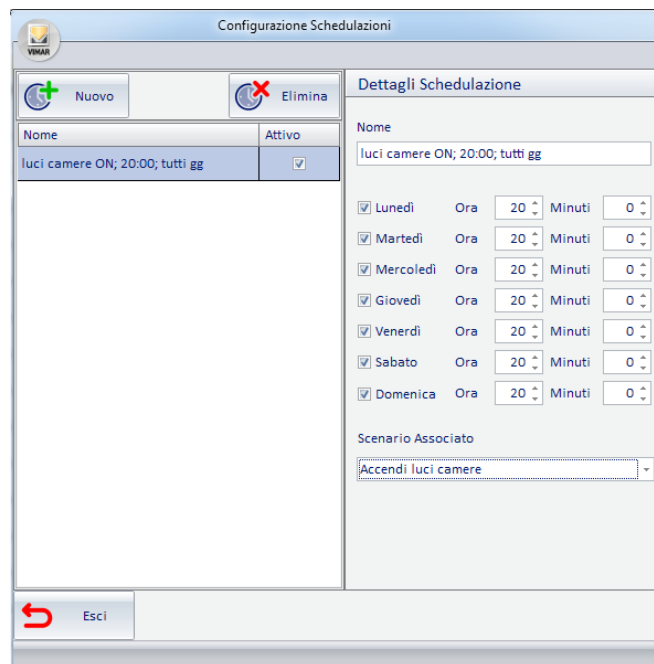 Configurazione Schedulazioni
VIMAR
Nuovo
Elimina
Nome Attivo
luci camere ON; 20:00; tutti gg
Dettagli Schedulazione
Nome
luci camere ON; 20:00; tutti gg
Lunedì Ora 20 Minuti 0
Martedì Ora 20 Minuti 0
Mercoledì Ora 20 Minuti 0
Giovedì Ora 20 Minuti 0
Venerdì Ora 20 Minuti 0
Sabato Ora 20 Minuti 0
Domenica Ora 20 Minuti 0
Scenario Associato
Accendi luci camere
Esci